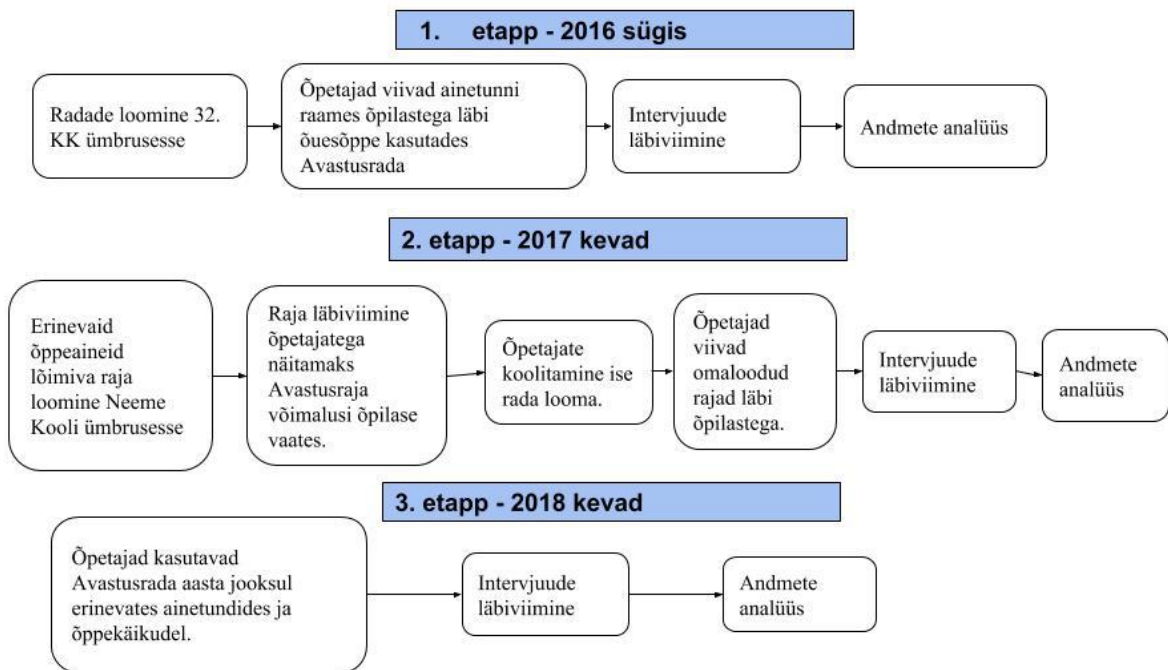 1. etapp - 2016 sügis
Radade loomine 32.
KK ümbrusesse
Õpetajad viivad ainetunni
raames õpilastega läbi
õuesõppe kasutades
Avastusrada
Intervjuude
läbiviimine
Andmete analüüs
2. etapp - 2017 kevad
Erinevaid
õppeaineid
lõimiva raja
loomine Neeme
Kooli ümbrusesse
Raja läbiviimine
õpetajatega
näitamaks
Avastusraja
võimalusi õpilase
vaates.
Õpetajate
koolitamine ise
rada looma.
Õpetajad
viivad
omaloodud
rajad läbi
õpilastega.
Intervjuude
läbiviimine
Andmete
analüüs
3. etapp - 2018 kevad
Õpetajad kasutavad
Avastusrada aasta jooksul
erinevates ainetundides ja
õppekäikudel.
Intervjuude
läbiviimine
Andmete
analüüs